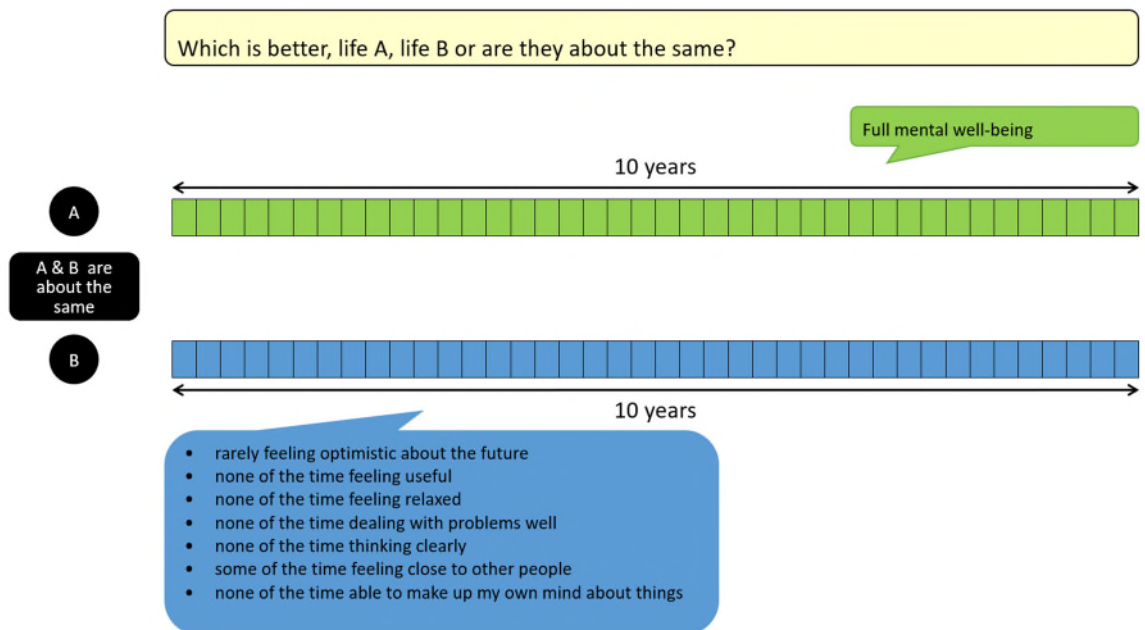 Which is better, life A, life B or are they about the same?
Full mental well-being
10 years
A
A & B are
about the
same
B
10 years
• rarely feeling optimistic about the future
• none of the time feeling useful
• none of the time feeling relaxed
• none of the time dealing with problems well
• none of the time thinking clearly
• some of the time feeling close to other people
• none of the time able to make up my own mind about things